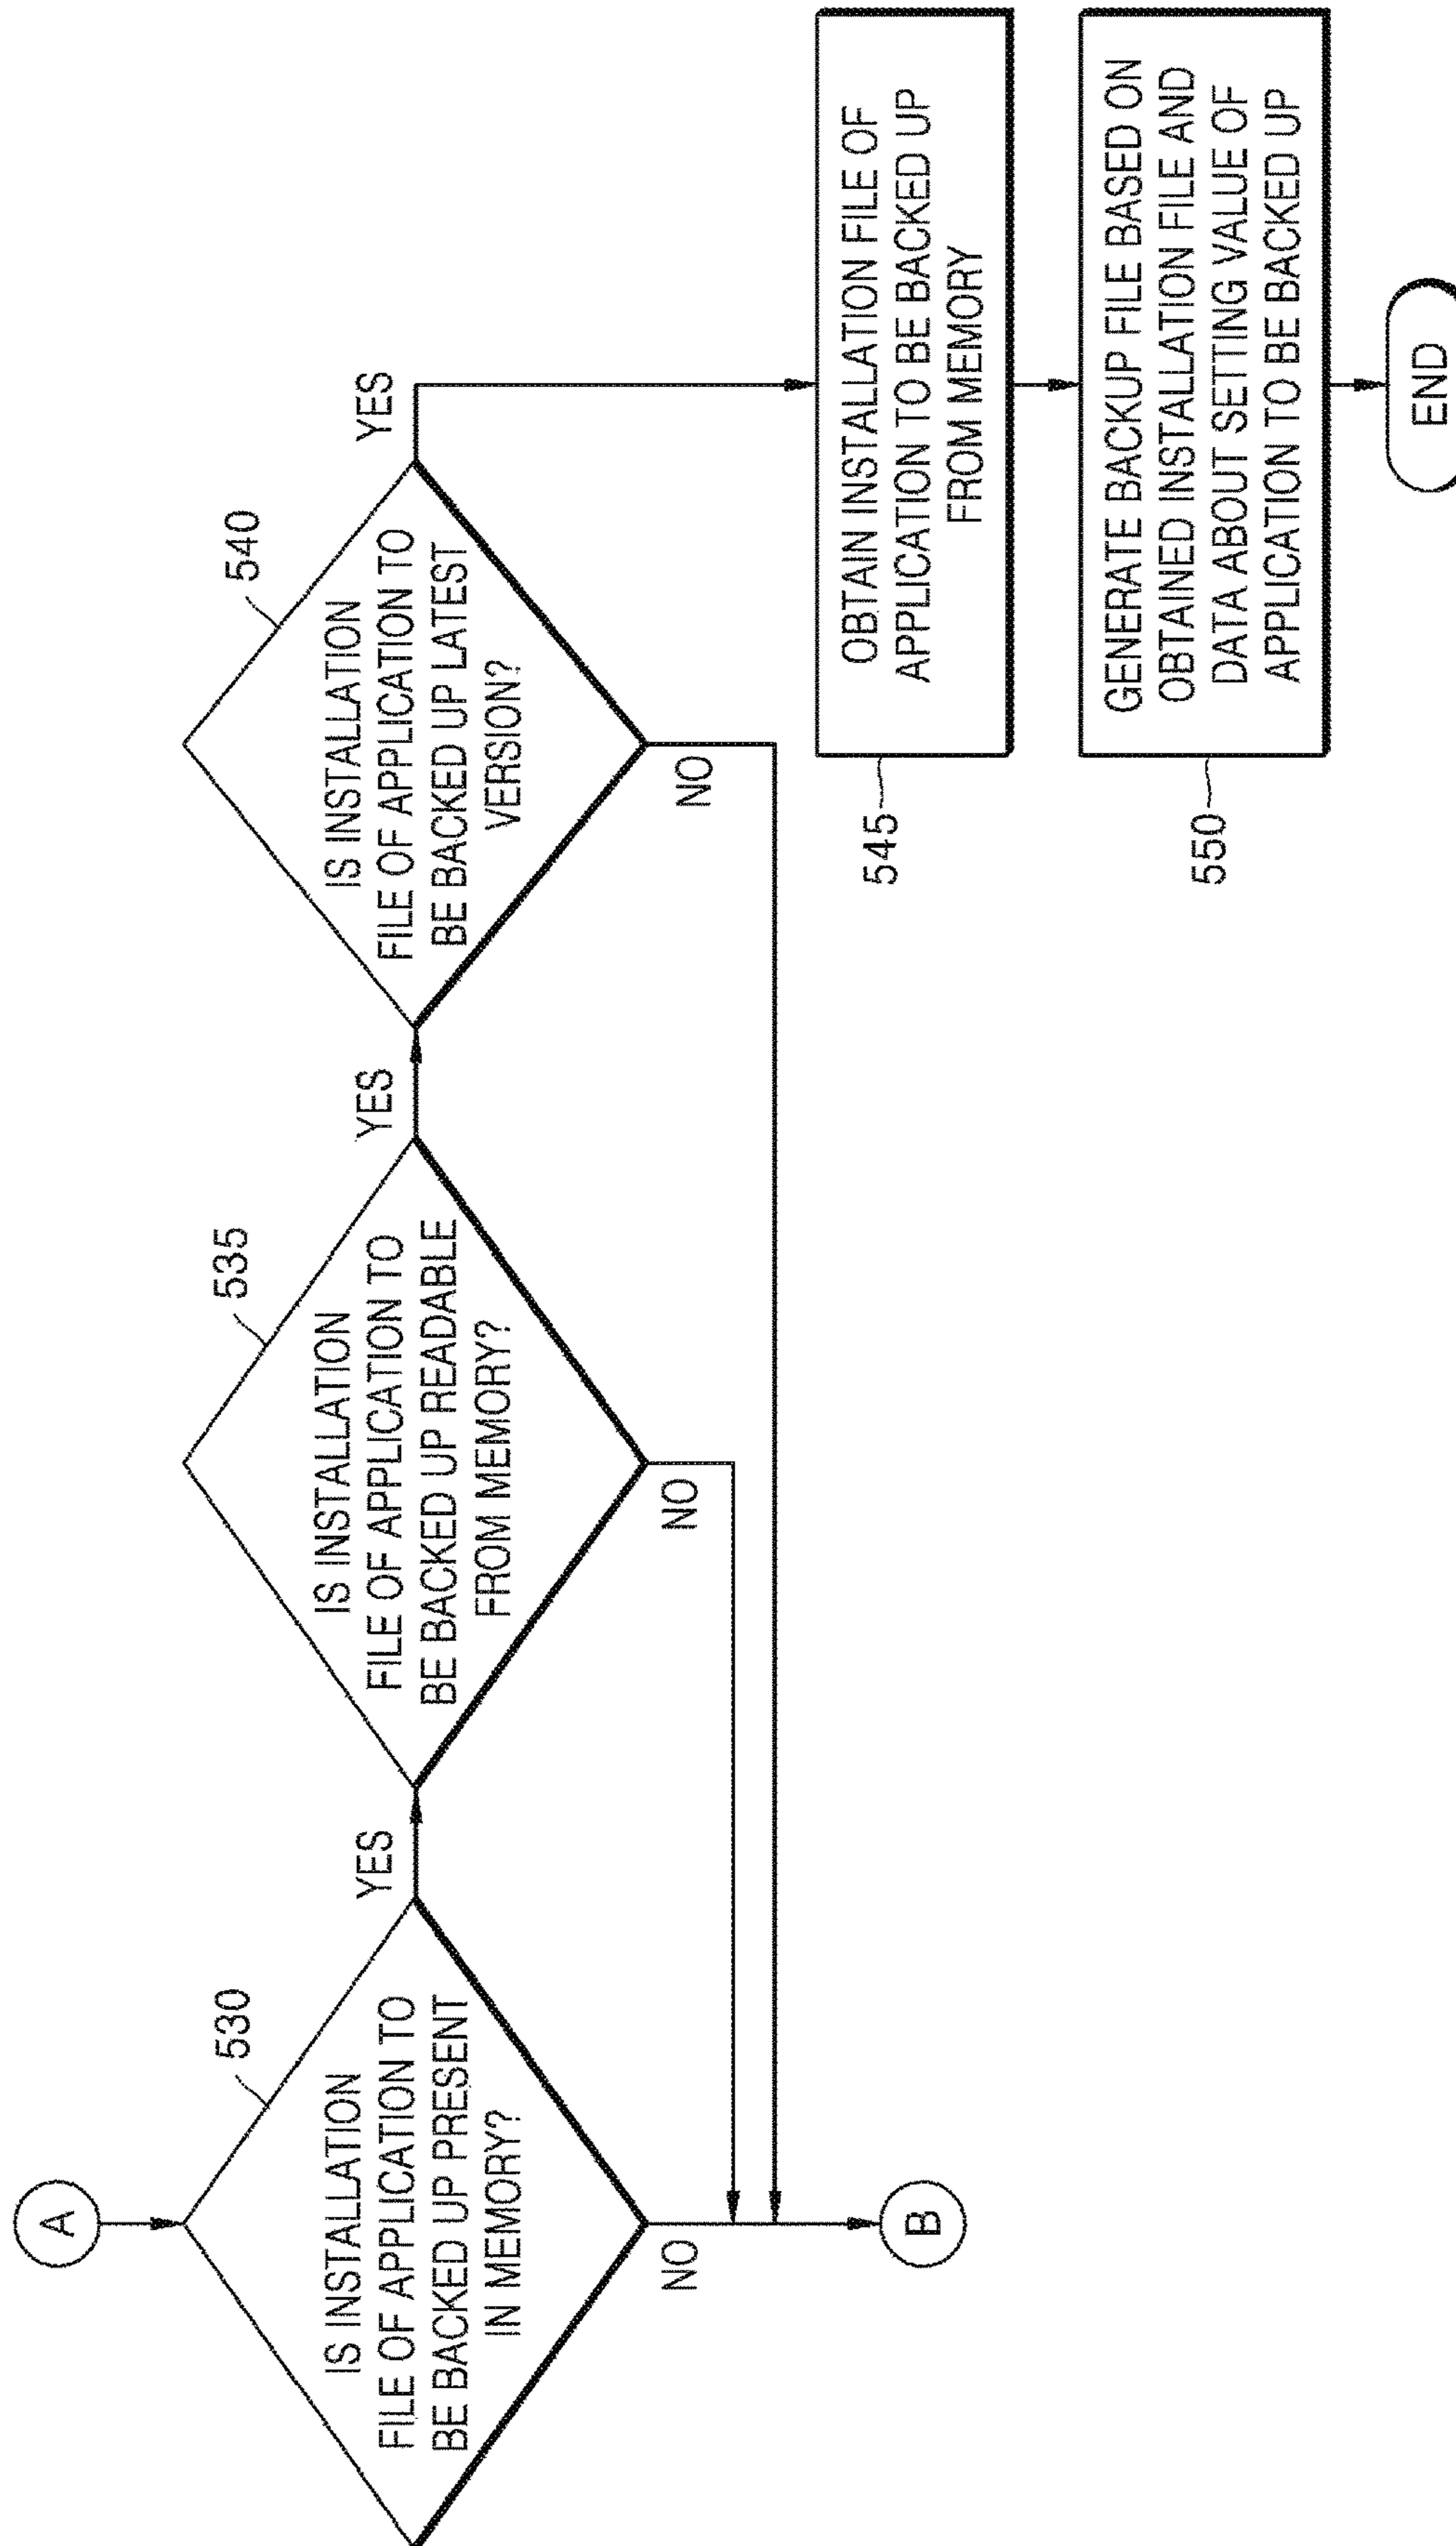 A
530
IS INSTALLATION
FILE OF APPLICATION TO
BE BACKED UP PRESENT
IN MEMORY?
YES
NO
535
IS INSTALLATION
FILE OF APPLICATION TO
BE BACKED UP READABLE
FROM MEMORY?
YES
NO
540
IS INSTALLATION
FILE OF APPLICATION TO
BE BACKED UP LATEST
VERSION?
YES
NO
B
545
OBTAIN INSTALLATION FILE OF
APPLICATION TO BE BACKED UP
FROM MEMORY
550
GENERATE BACKUP FILE BASED ON
OBTAINED INSTALLATION FILE AND
DATA ABOUT SETTING VALUE OF
APPLICATION TO BE BACKED UP
END